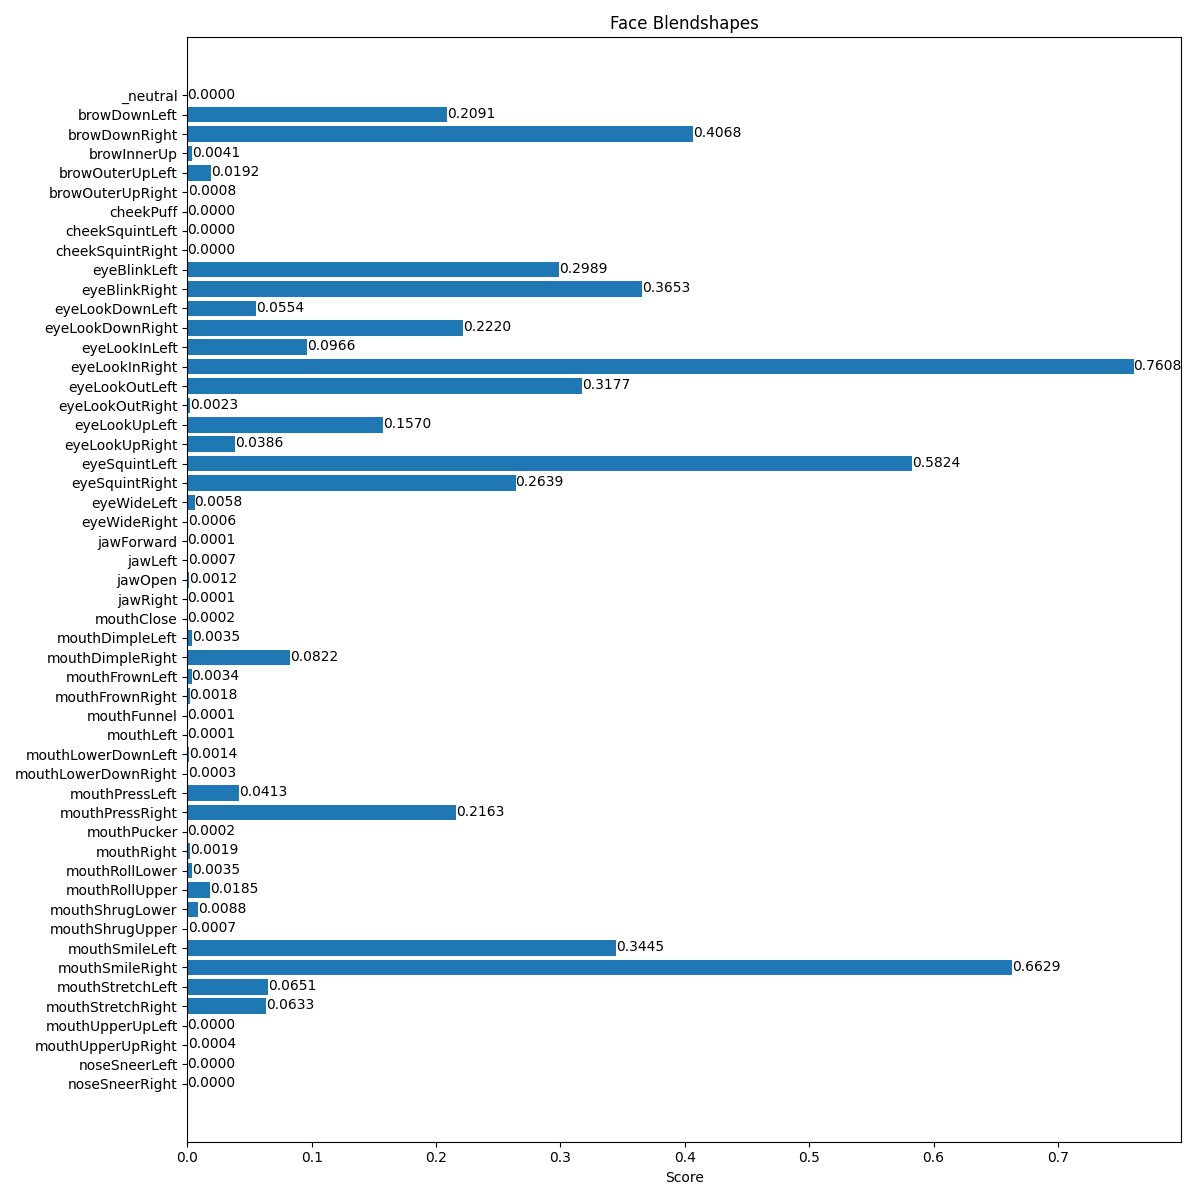 Face Blendshapes
_neutral 0.0000
browDownLeft 0.2091
browDownRight 0.4068
browInnerUp 0.0041
browOuterUpLeft 0.0192
browOuterUpRight 0.0008
cheekPuff 0.0000
cheekSquintLeft 0.0000
cheekSquintRight 0.0000
eyeBlinkLeft 0.2989
eyeBlinkRight 0.3653
eyeLookDownLeft 0.0554
eyeLookDownRight 0.2220
eyeLookInLeft 0.0966
eyeLookInRight 0.7608
eyeLookOutLeft 0.3177
eyeLookOutRight 0.0023
eyeLookUpLeft 0.1570
eyeLookUpRight 0.0386
eyeSquintLeft 0.5824
eyeSquintRight 0.2639
eyeWideLeft 0.0058
eyeWideRight 0.0006
jawForward 0.0001
jawLeft 0.0007
jawOpen 0.0012
jawRight 0.0001
mouthClose 0.0002
mouthDimpleLeft 0.0035
mouthDimpleRight 0.0822
mouthFrownLeft 0.0034
mouthFrownRight 0.0018
mouthFunnel 0.0001
mouthLeft 0.0001
mouthLowerDownLeft 0.0014
mouthLowerDownRight 0.0003
mouthPressLeft 0.0413
mouthPressRight 0.2163
mouthPucker 0.0002
mouthRight 0.0019
mouthRollLower 0.0035
mouthRollUpper 0.0185
mouthShrugLower 0.0088
mouthShrugUpper 0.0007
mouthSmileLeft 0.3445
mouthSmileRight 0.6629
mouthStretchLeft 0.0651
mouthStretchRight 0.0633
mouthUpperUpLeft 0.0000
mouthUpperUpRight 0.0004
noseSneerLeft 0.0000
noseSneerRight 0.0000
0.0 0.1 0.2 0.3 0.4 0.5 0.6 0.7
Score